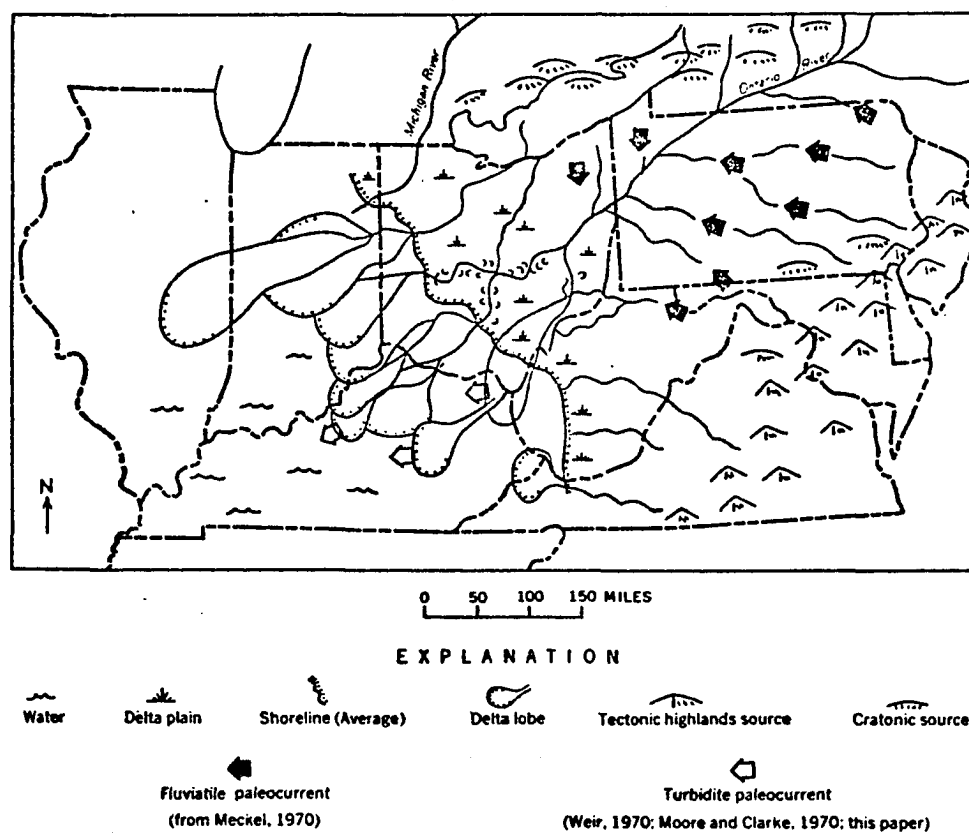 Michigan River
Ontario River
N
0 50 100 150 MILES
EXPLANATION
Water
Delta plain
Shoreline (Average)
Delta lobe
Tectonic highlands source
Cratonic source
Fluviatile paleocurrent
(from Meckel, 1970)
Turbidite paleocurrent
(Weir, 1970; Moore and Clarke, 1970; this paper)